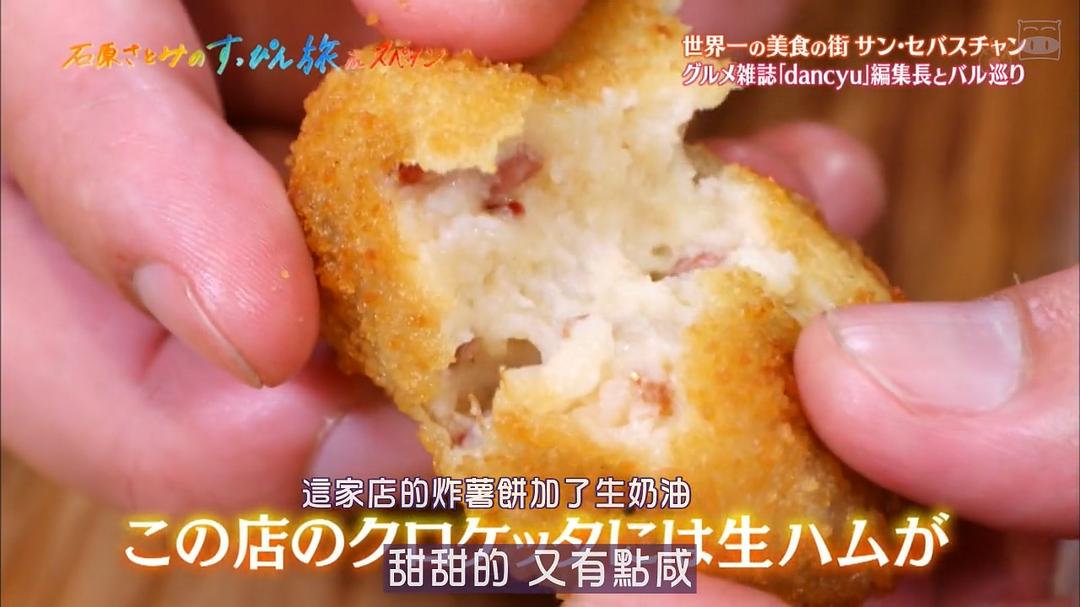 石原さとみのすっぴん旅 in スペイン
世界一の美食の街 サン・セバスチャン
グルメ雑誌「dancyu」編集長とバル巡り
這家店的炸薯餅加了生奶油
この店のクロケッタには生ハムが
甜甜的 又有點咸